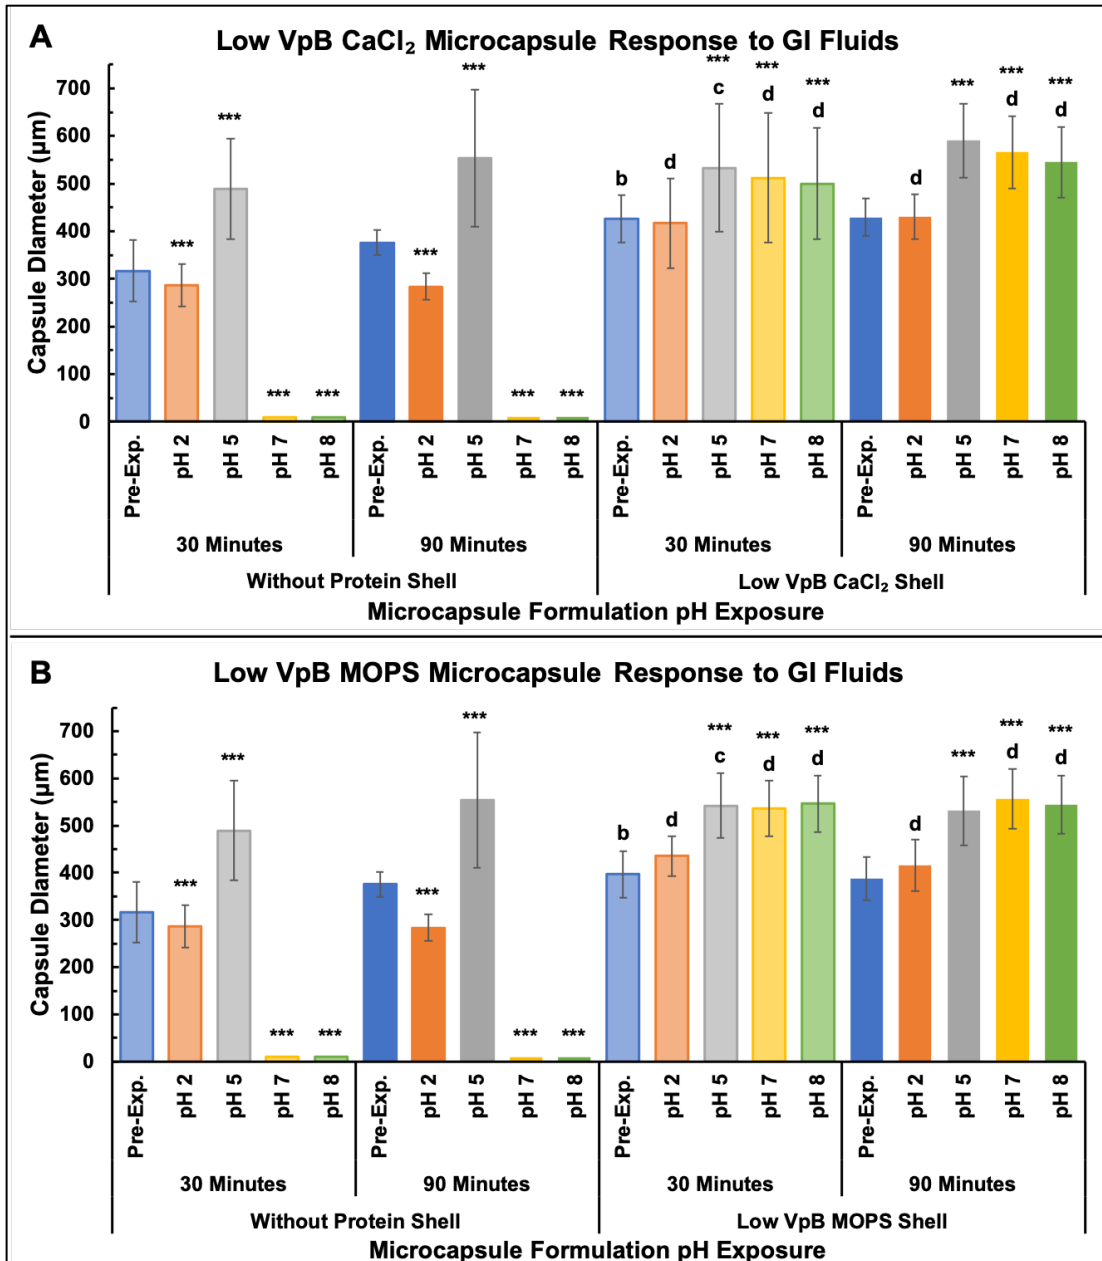 A
Low VpB CaCl₂ Microcapsule Response to GI Fluids
Capsule DIameter (µm)
700
600
500
400
300
200
100
0
*** *** *** *** *** *** *** ***
b d c *** d *** d *** d *** *** d *** d ***
Pre-Exp. pH 2 pH 5 pH 7 pH 8 Pre-Exp. pH 2 pH 5 pH 7 pH 8 Pre-Exp. pH 2 pH 5 pH 7 pH 8 Pre-Exp. pH 2 pH 5 pH 7 pH 8
30 Minutes 90 Minutes 30 Minutes 90 Minutes
Without Protein Shell Low VpB CaCl₂ Shell
Microcapsule Formulation pH Exposure
B
Low VpB MOPS Microcapsule Response to GI Fluids
Capsule DIameter (µm)
700
600
500
400
300
200
100
0
*** *** *** *** *** *** *** ***
b d c *** d *** d *** d *** *** d *** d
Pre-Exp. pH 2 pH 5 pH 7 pH 8 Pre-Exp. pH 2 pH 5 pH 7 pH 8 Pre-Exp. pH 2 pH 5 pH 7 pH 8 Pre-Exp. pH 2 pH 5 pH 7 pH 8
30 Minutes 90 Minutes 30 Minutes 90 Minutes
Without Protein Shell Low VpB MOPS Shell
Microcapsule Formulation pH Exposure